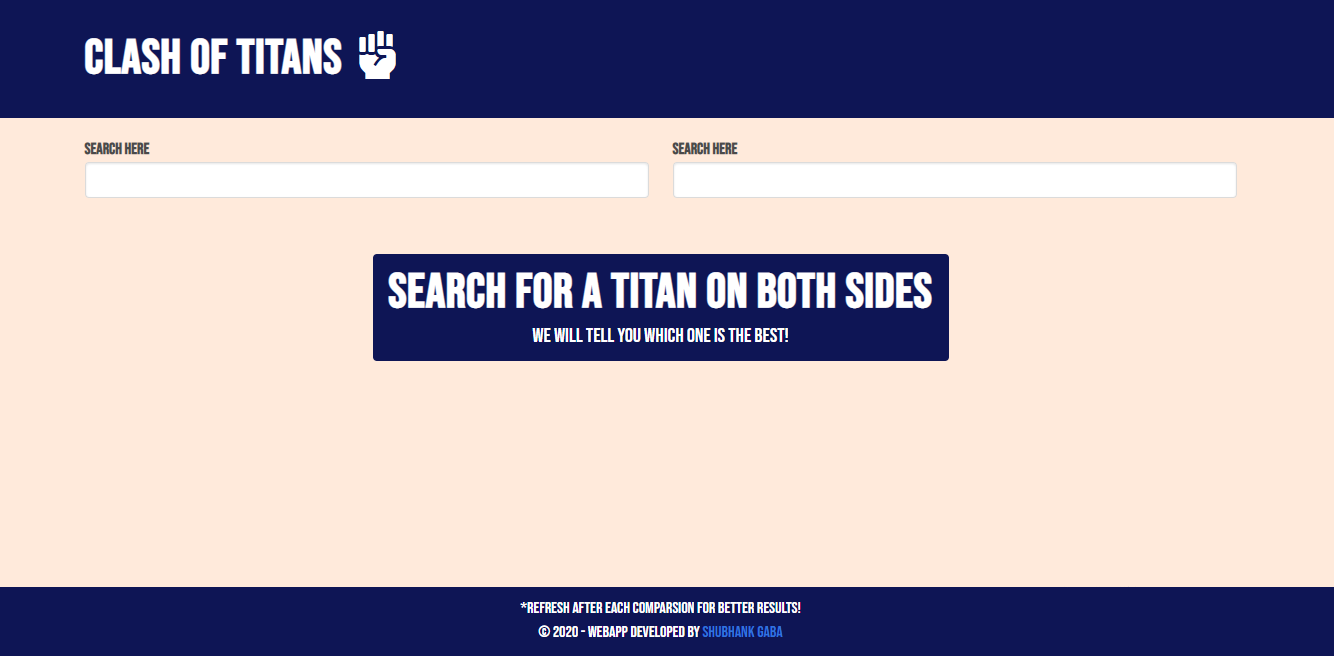 CLASH OF TITANS
SEARCH HERE
SEARCH HERE
SEARCH FOR A TITAN ON BOTH SIDES
WE WILL TELL YOU WHICH ONE IS THE BEST!
*REFRESH AFTER EACH COMPARSION FOR BETTER RESULTS!
© 2020 - WEBAPP DEVELOPED BY SHUBHANK GABA